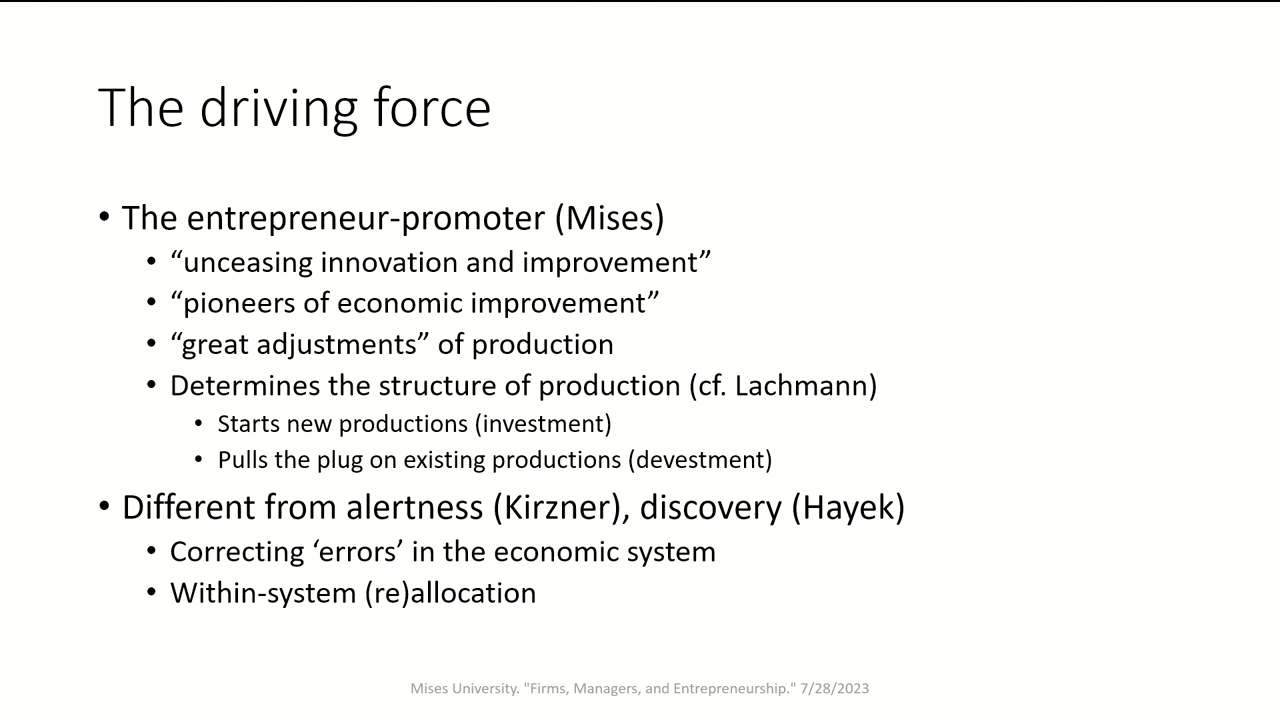 The driving force
• The entrepreneur-promoter (Mises)
• “unceasing innovation and improvement”
• “pioneers of economic improvement”
• “great adjustments” of production
• Determines the structure of production (cf. Lachmann)
• Starts new productions (investment)
• Pulls the plug on existing productions (devestment)
• Different from alertness (Kirzner), discovery (Hayek)
• Correcting ‘errors’ in the economic system
• Within-system (re)allocation
Mises University. "Firms, Managers, and Entrepreneurship." 7/28/2023